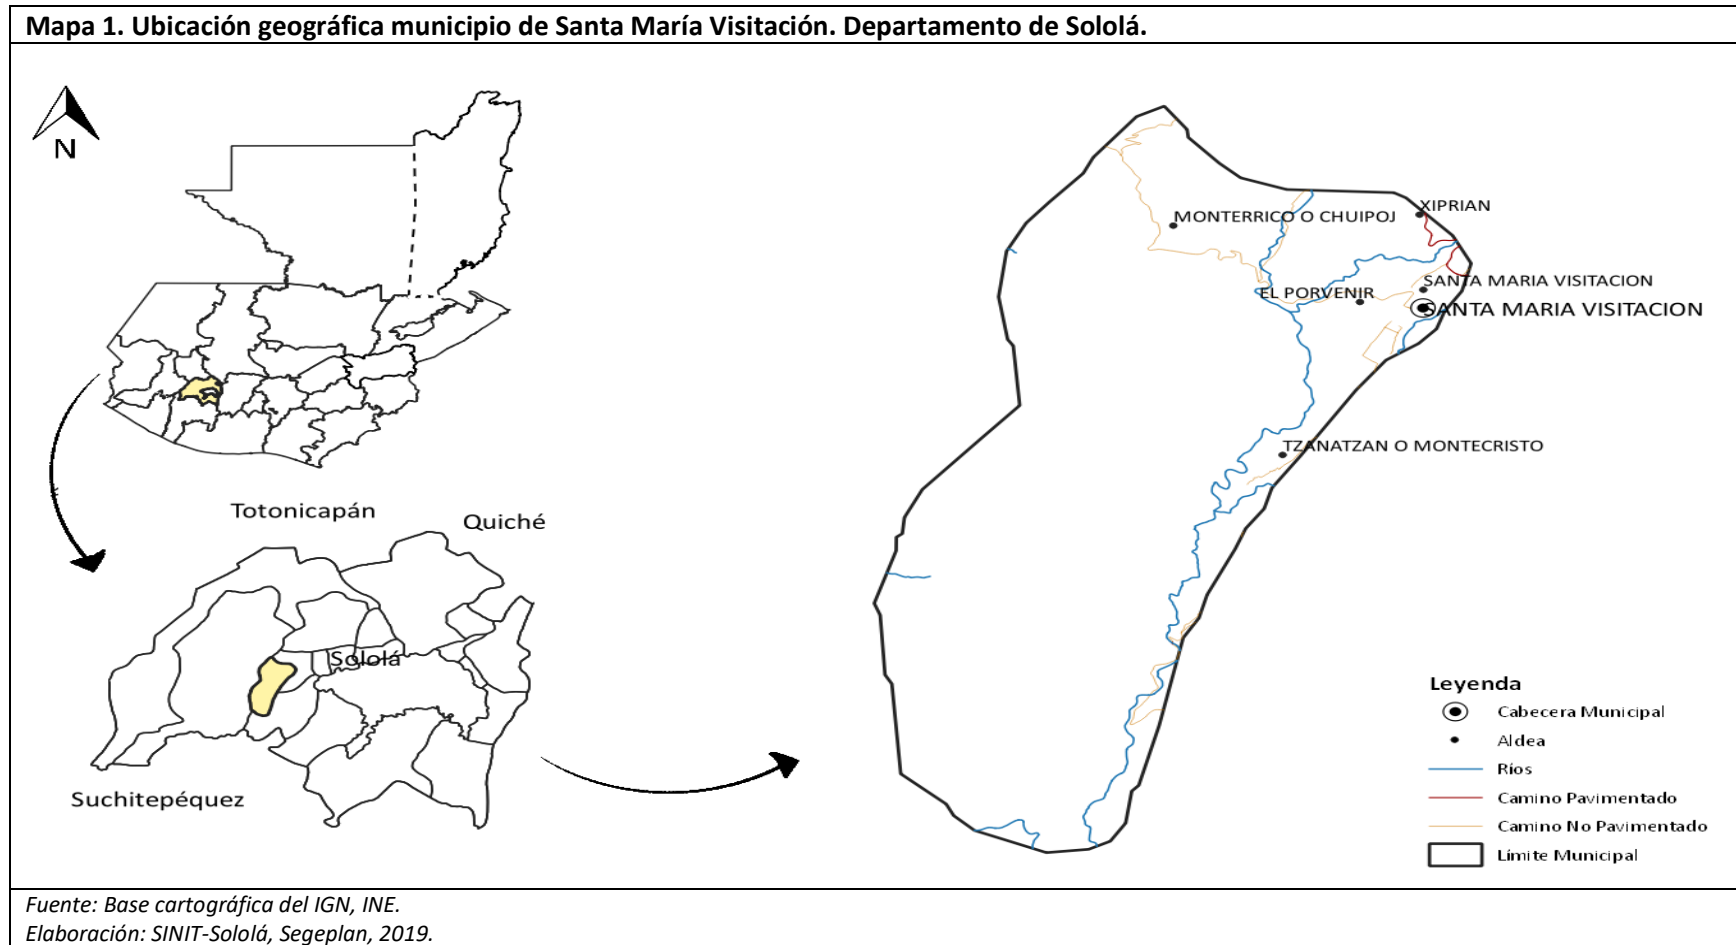 Mapa 1. Ubicación geográfica municipio de Santa María Visitación. Departamento de Sololá.
N
Totonicapán
Quiché
Sololá
Suchitepéquez
XIPRIAN
MONTERRICO O CHUIPOJ
SANTA MARIA VISITACION
EL PORVENIR
SANTA MARIA VISITACION
TZANATZAN O MONTECRISTO
Leyenda
Cabecera Municipal
Aldea
Ríos
Camino Pavimentado
Camino No Pavimentado
Límite Municipal
Fuente: Base cartográfica del IGN, INE.
Elaboración: SINIT-Sololá, Segeplan, 2019.